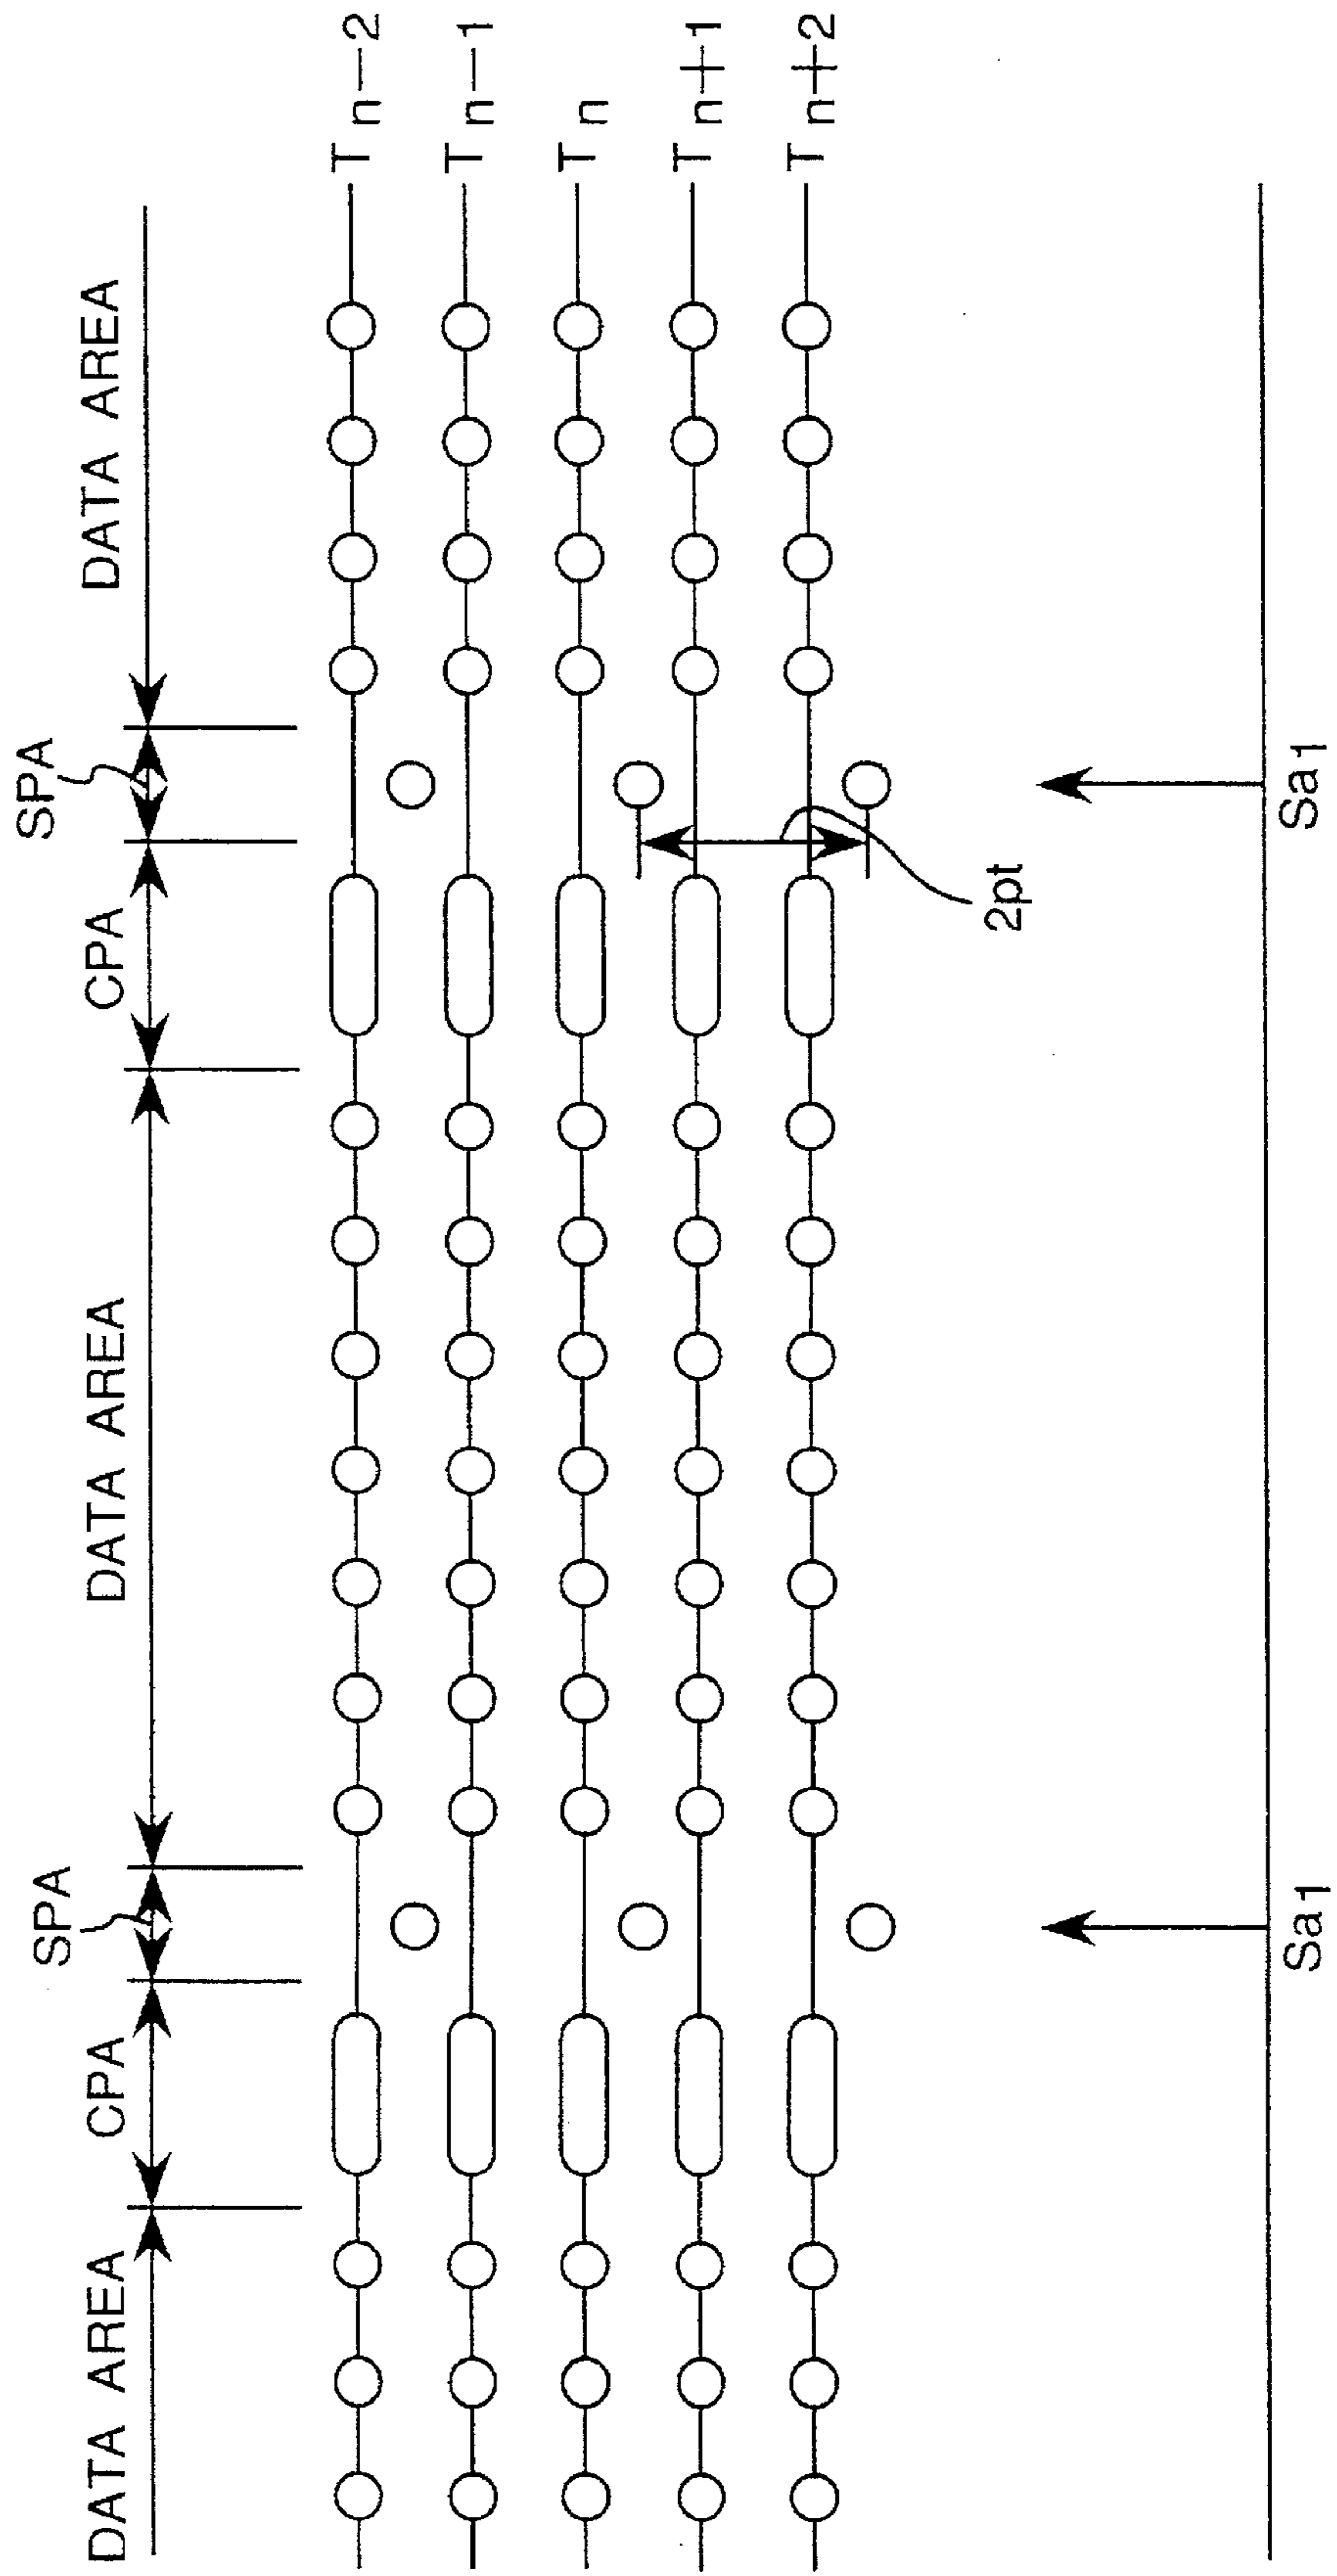 DATA AREA
CPA
SPA
DATA AREA
CPA
SPA
DATA AREA
Tn-2
Tn-1
Tn
Tn+1
Tn+2
2pt
Sa1
Sa1